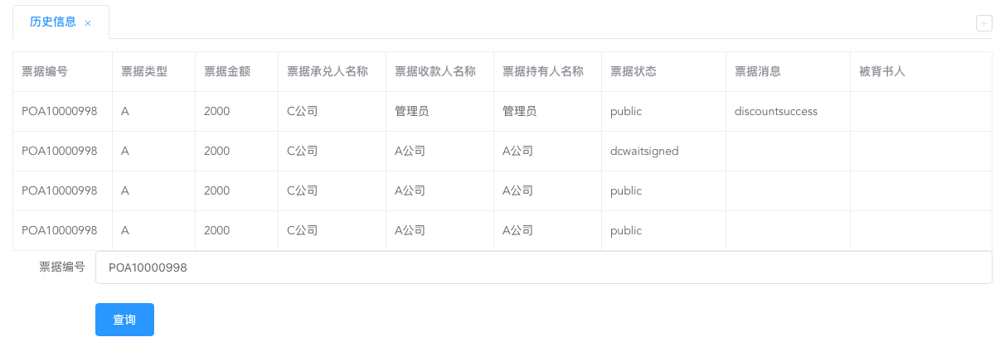 历史信息 ×
票据编号 票据类型 票据金额 票据承兑人名称 票据收款人名称 票据持有人名称 票据状态 票据消息 被背书人
POA10000998 A 2000 C公司 管理员 管理员 public discountsuccess
POA10000998 A 2000 C公司 A公司 A公司 dcwaitsigned
POA10000998 A 2000 C公司 A公司 A公司 public
POA10000998 A 2000 C公司 A公司 A公司 public
票据编号 POA10000998
查询